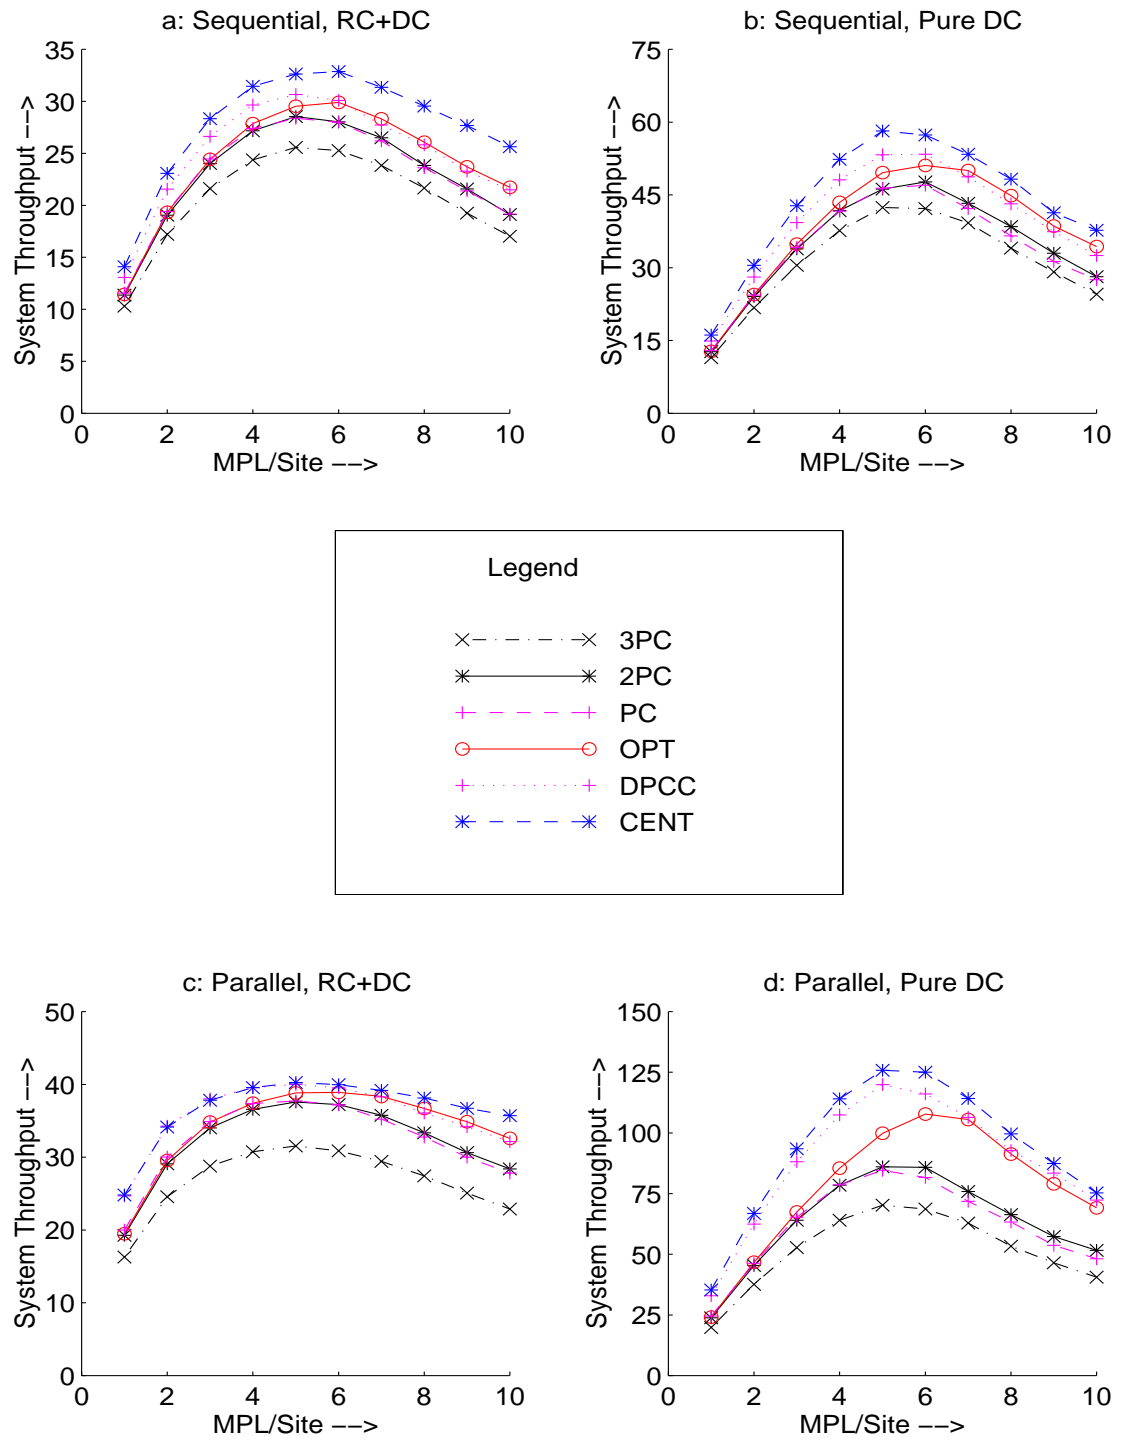 a: Sequential, RC+DC
35
30
25
20
15
10
5
0
0 2 4 6 8 10
System Throughput −−>
MPL/Site −−>
b: Sequential, Pure DC
75
60
45
30
15
0
0 2 4 6 8 10
System Throughput −−>
MPL/Site −−>
Legend
3PC
2PC
PC
OPT
DPCC
CENT
c: Parallel, RC+DC
50
40
30
20
10
0
0 2 4 6 8 10
System Throughput −−>
MPL/Site −−>
d: Parallel, Pure DC
150
125
100
75
50
25
0
0 2 4 6 8 10
System Throughput −−>
MPL/Site −−>